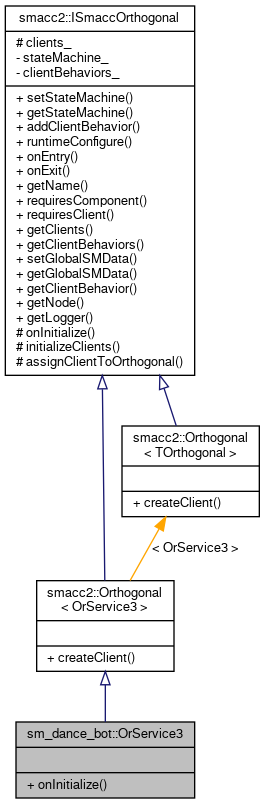 smacc2::ISmaccOrthogonal
# clients_
- stateMachine_
- clientBehaviors_
+ setStateMachine()
+ getStateMachine()
+ addClientBehavior()
+ runtimeConfigure()
+ onEntry()
+ onExit()
+ getName()
+ requiresComponent()
+ requiresClient()
+ getClients()
+ getClientBehaviors()
+ setGlobalSMData()
+ getGlobalSMData()
+ getClientBehavior()
+ getNode()
+ getLogger()
# onInitialize()
# initializeClients()
# assignClientToOrthogonal()
smacc2::Orthogonal
< TOrthogonal >
+ createClient()
< OrService3 >
smacc2::Orthogonal
< OrService3 >
+ createClient()
sm_dance_bot::OrService3
+ onInitialize()